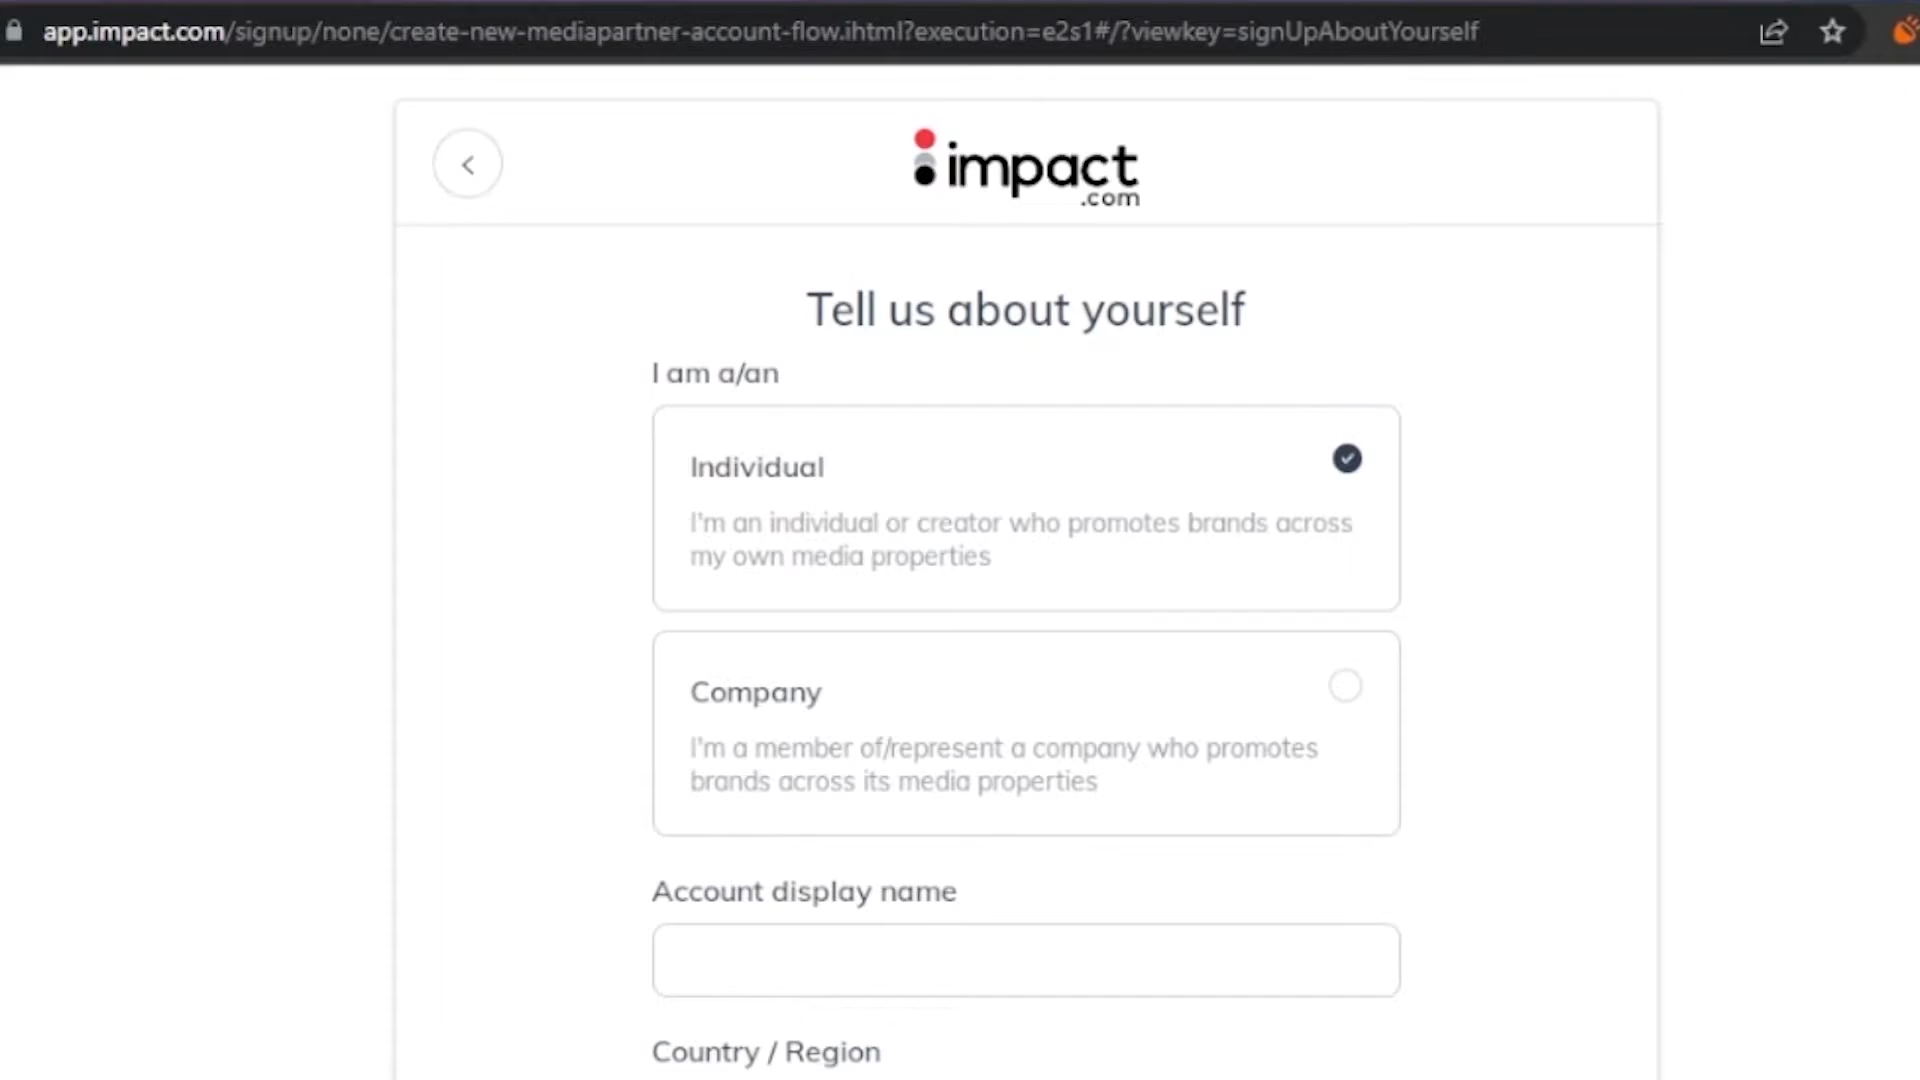 app.impact.com/signup/none/create-new-mediapartner-account-flow.ihtml?execution=e2s1#/?viewkey=signUpAboutYourself
impact
.com
Tell us about yourself
I am a/an
Individual
I'm an individual or creator who promotes brands across
my own media properties
Company
I'm a member of/represent a company who promotes
brands across its media properties
Account display name
Country / Region